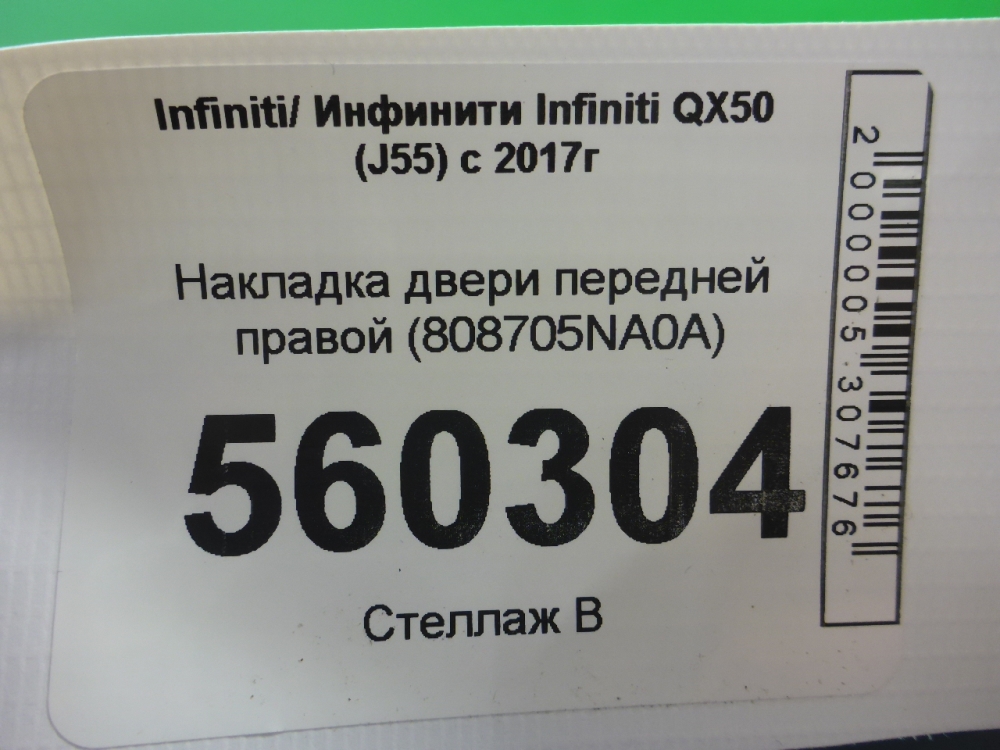 Infiniti/ Инфинити Infiniti QX50
(J55) с 2017г
Накладка двери передней
правой (808705NA0A)
560304
Стеллаж В
2000005307676